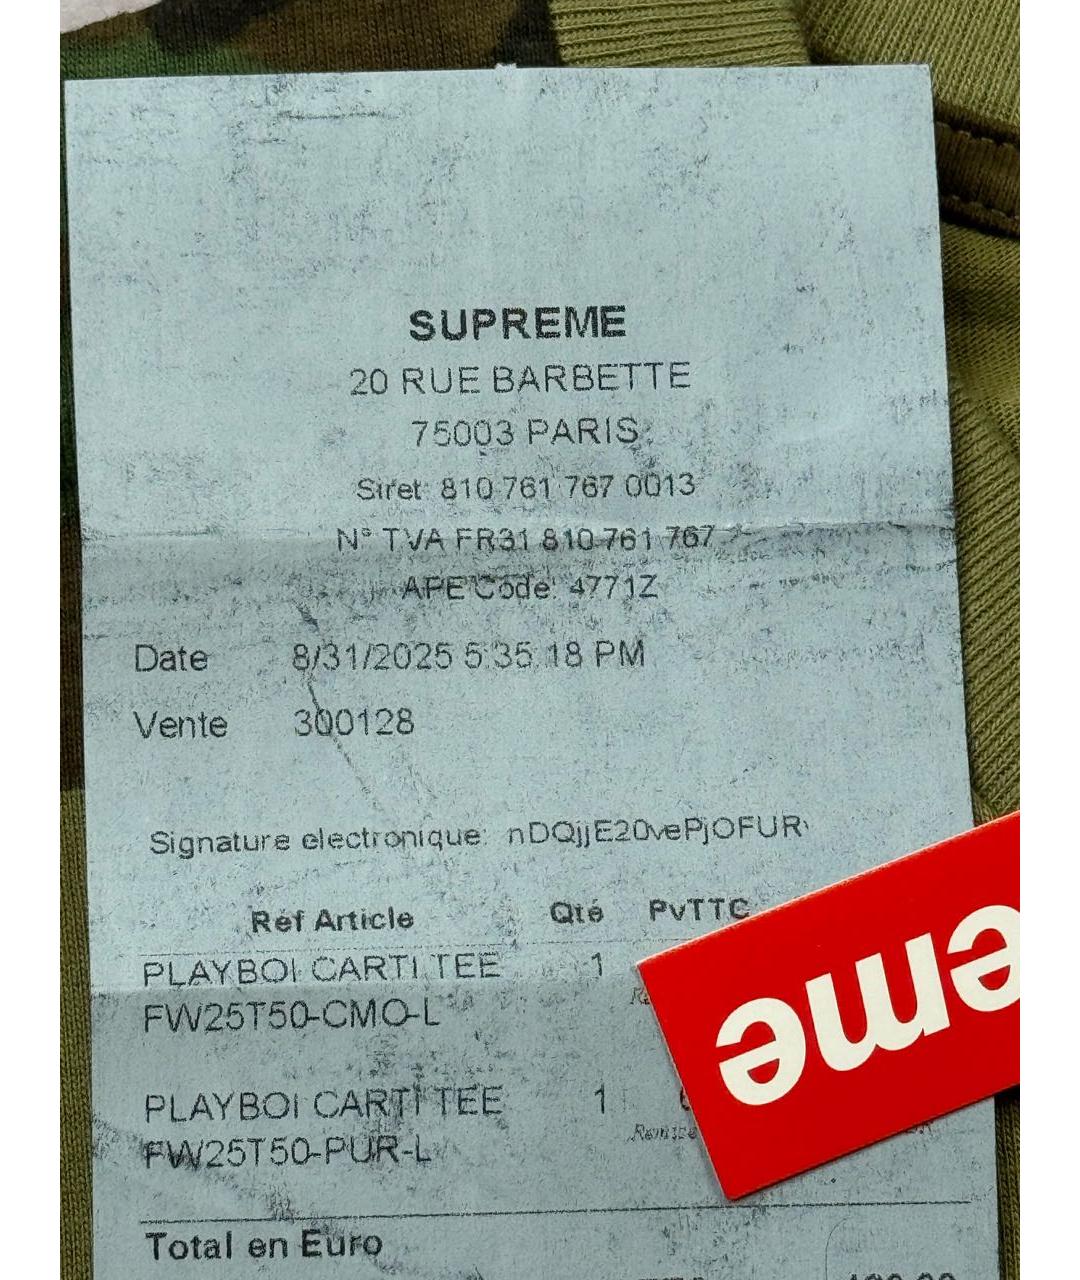 SUPREME
20 RUE BARBETTE
75003 PARIS
Siret: 810 761 767 0013
N° TVA FR31 810 761 767
APE Code: 4771Z
Date 8/31/2025 5:35:18 PM
Vente 300128
Signature electronique: nDQjjE20vePjOFUR
Réf Article Qté PvTTC
PLAYBOI CARTI TEE 1
FW25T50-CMO-L
PLAYBOI CARTI TEE 1
Remise
FW25T50-PUR-L
Total en Euro
eme